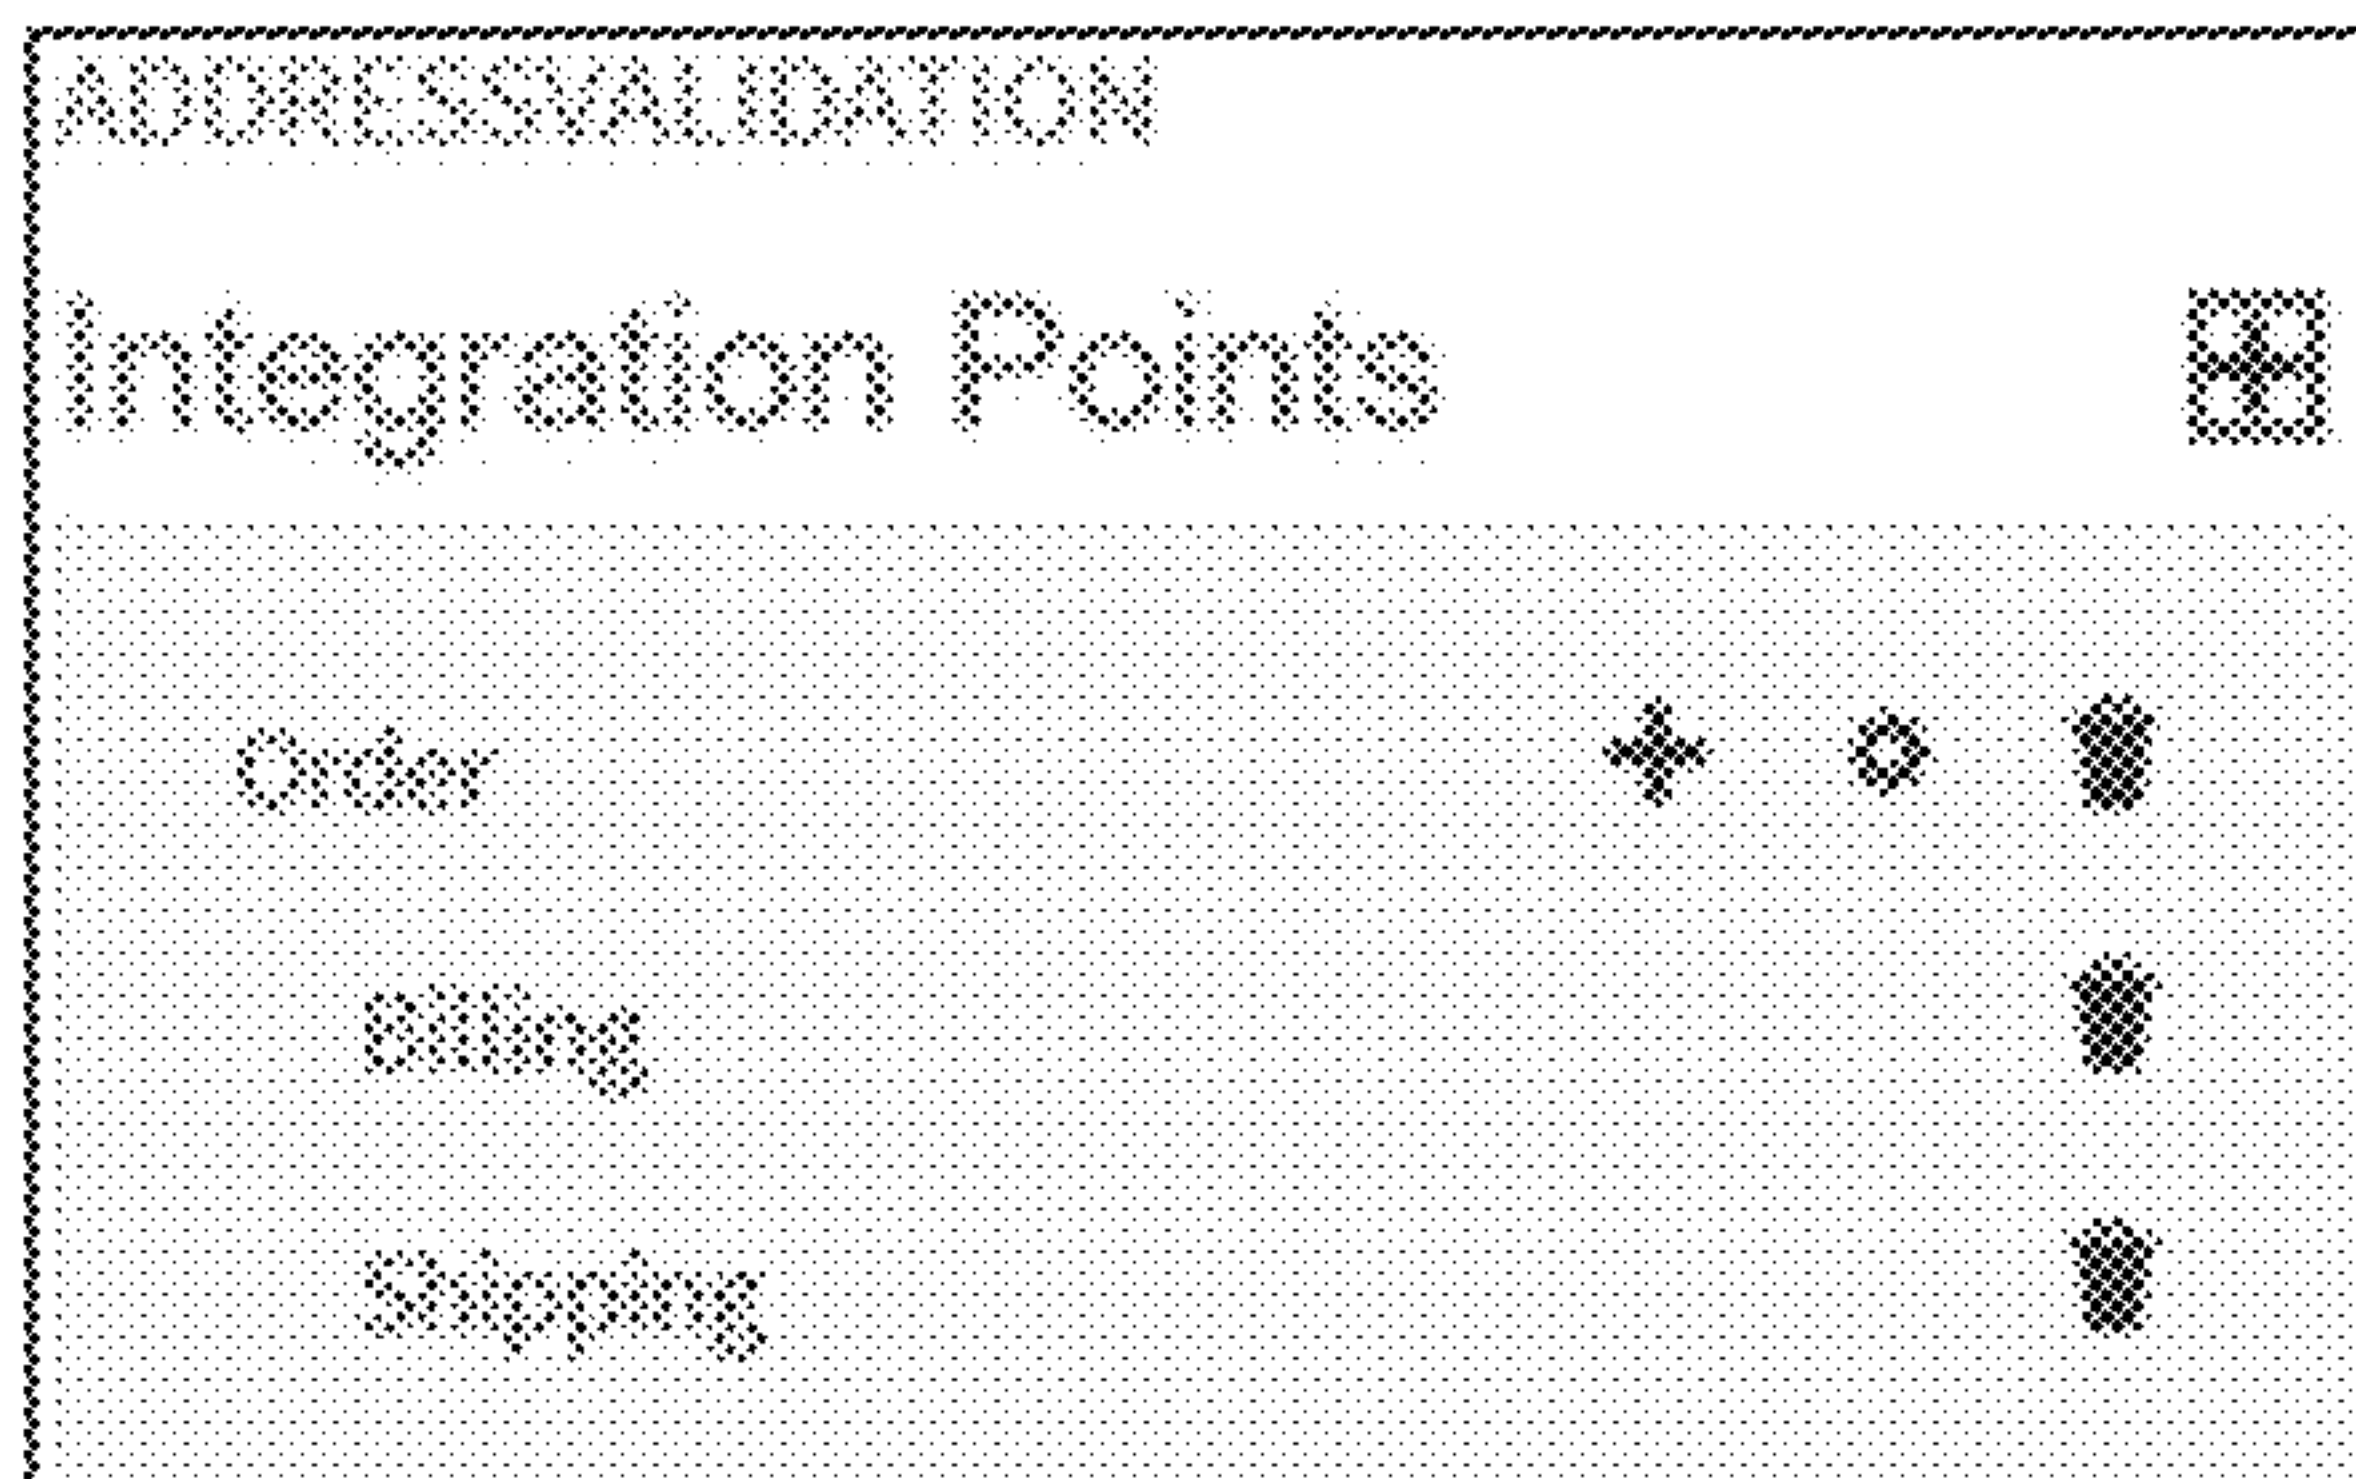 ADDRESSVALIDATION
Integration Points
Order
Billing
Shipping